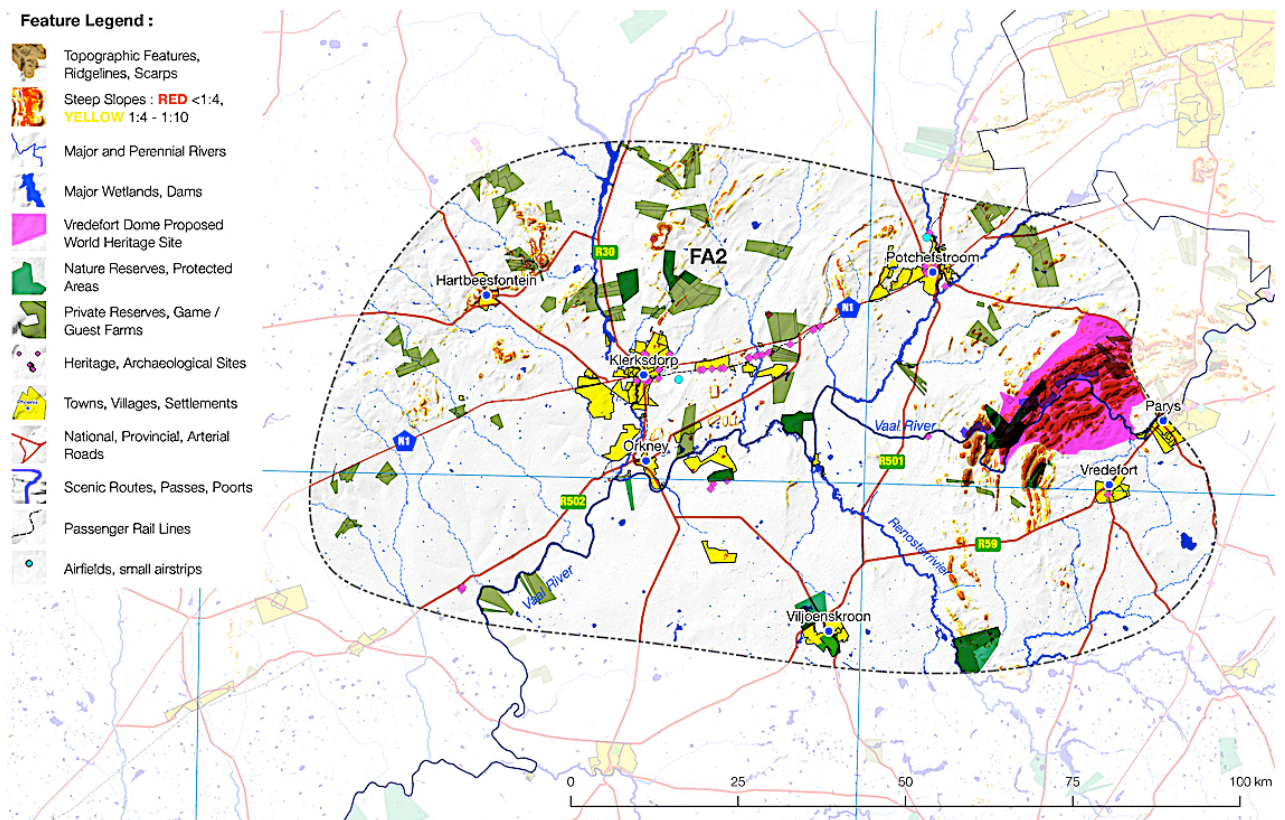 Feature Legend :
Topographic Features,
Ridgelines, Scarps
Steep Slopes : RED <1:4,
YELLOW 1:4 - 1:10
Major and Perennial Rivers
Major Wetlands, Dams
Vredefort Dome Proposed
World Heritage Site
Nature Reserves, Protected
Areas
Private Reserves, Game /
Guest Farms
Heritage, Archaeological Sites
Towns, Villages, Settlements
National, Provincial, Arterial
Roads
Scenic Routes, Passes, Poorts
Passenger Rail Lines
Airfields, small airstrips
R30
FA2
Potchefstroom
Hartbeesfontein
N1
Klerksdorp
Parys
Vaal River
N1
Orkney
R501
Vredefort
R502
Renosterrivier
R59
Vaal River
Viljoenskroon
0 25 50 75 100 km